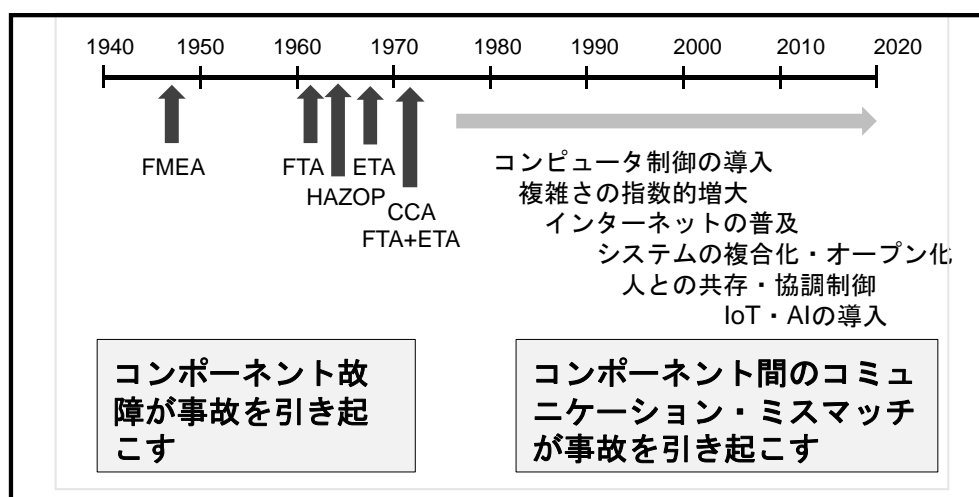 1940 1950 1960 1970 1980 1990 2000 2010 2020
FMEA
FTA
ETA
HAZOP
CCA
FTA+ETA
コンピュータ制御の導入
複雑さの指数的増大
インターネットの普及
システムの複合化・オープン化
人との共存・協調制御
IoT・AIの導入
コンポーネント故
障が事故を引き起
こす
コンポーネント間のコミュ
ニケーション・ミスマッチ
が事故を引き起こす